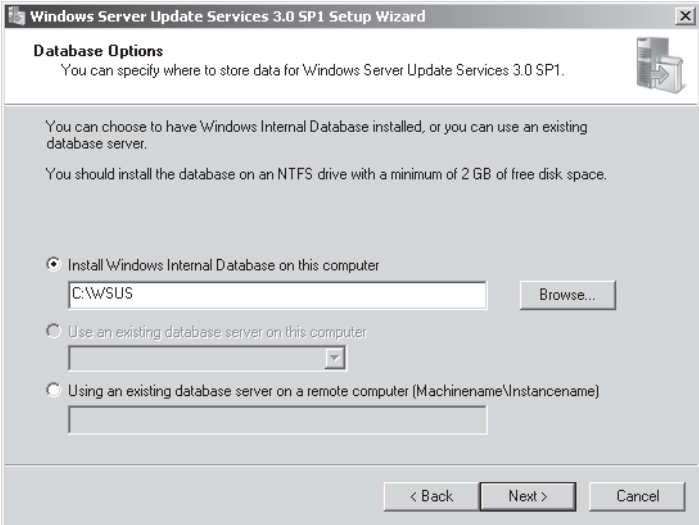 Windows Server Update Services 3.0 SP1 Setup Wizard
Database Options
You can specify where to store data for Windows Server Update Services 3.0 SP1.
You can choose to have Windows Internal Database installed, or you can use an existing
database server.
You should install the database on an NTFS drive with a minimum of 2 GB of free disk space.
Install Windows Internal Database on this computer
C:\WSUS
Browse...
Use an existing database server on this computer
Using an existing database server on a remote computer (Machinename\Instancename)
< Back
Next >
Cancel